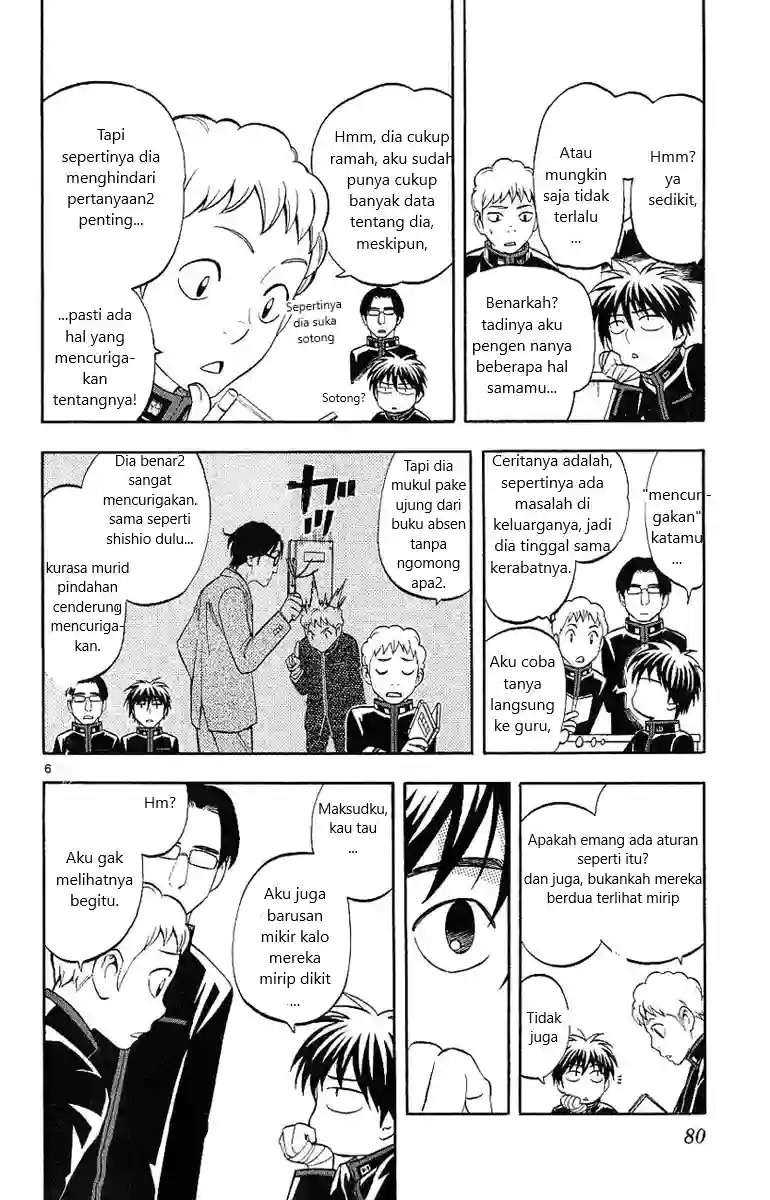 Hmm?
ya
sedikit,
Atau
mungkin
saja tidak
terlalu
...
Benarkah?
tadinya aku
pengen nanya
beberapa hal
samamu...
Hmm, dia cukup
ramah, aku sudah
punya cukup
banyak data
tentang dia,
meskipun,
Sepertinya
dia suka
sotong
Sotong?
Tapi
sepertinya dia
menghindari
pertanyaan2
penting...
...pasti ada
hal yang
mencuriga-
kan
tentangnya!
"mencuri-
gakan"
katamu
...
Ceritanya adalah,
sepertinya ada
masalah di
keluarganya, jadi
dia tinggal sama
kerabatnya.
Aku coba
tanya
langsung
ke guru,
Tapi dia
mukul pake
ujung dari
buku absen
tanpa
ngomong
apa2.
ガズ
Dia benar2
sangat
mencurigakan.
sama seperti
shishio dulu...
kurasa murid
pindahan
cenderung
mencuriga-
kan.
6
Apakah emang ada aturan
seperti itu?
dan juga, bukankah mereka
berdua terlihat mirip
Tidak
juga
Maksudku,
kau tau
...
Aku juga
barusan
mikir kalo
mereka
mirip dikit
...
Hm?
Aku gak
melihatnya
begitu.
80